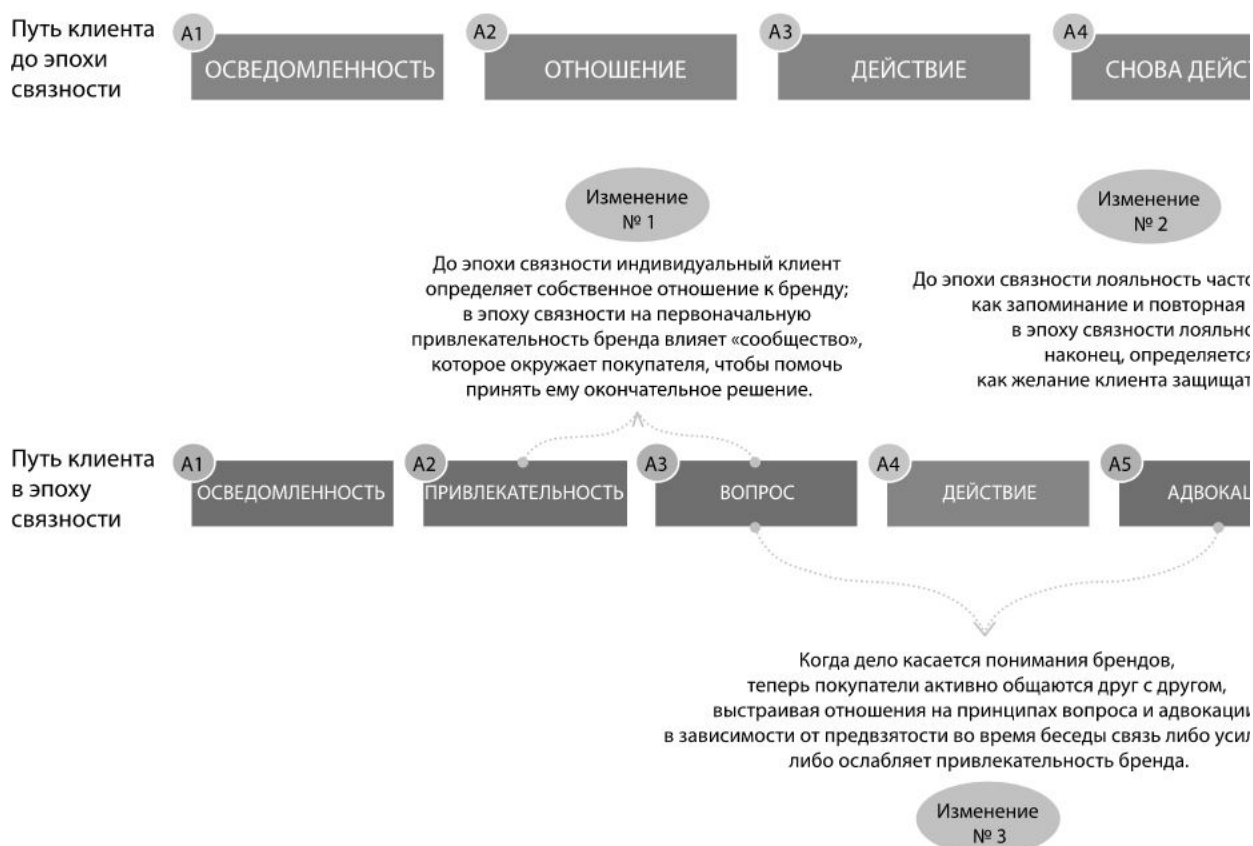 Путь клиента
до эпохи
связности
A1
ОСВЕДОМЛЕННОСТЬ
A2
ОТНОШЕНИЕ
A3
ДЕЙСТВИЕ
A4
СНОВА
Изменение
№ 1
До эпохи связности индивидуальный клиент
определяет собственное отношение к бренду;
в эпоху связности на первоначальную
привлекательность бренда влияет «сообщество»,
которое окружает покупателя, чтобы помочь
принять ему окончательное решение.
Изменение
№ 2
До эпохи связности лояльность
как запоминание и повторная
в эпоху связности
наконец, определяется
как желание клиента
Путь клиента
в эпоху
связности
A1
ОСВЕДОМЛЕННОСТЬ
A2
ПРИВЛЕКАТЕЛЬНОСТЬ
A3
ВОПРОС
A4
ДЕЙСТВИЕ
A5
Когда дело касается понимания брендов,
теперь покупатели активно общаются друг с другом,
выстраивая отношения на принципах вопроса и адвокации
в зависимости от предвзятости во время беседы связь либо
либо ослабляет привлекательность бренда.
Изменение
№ 3